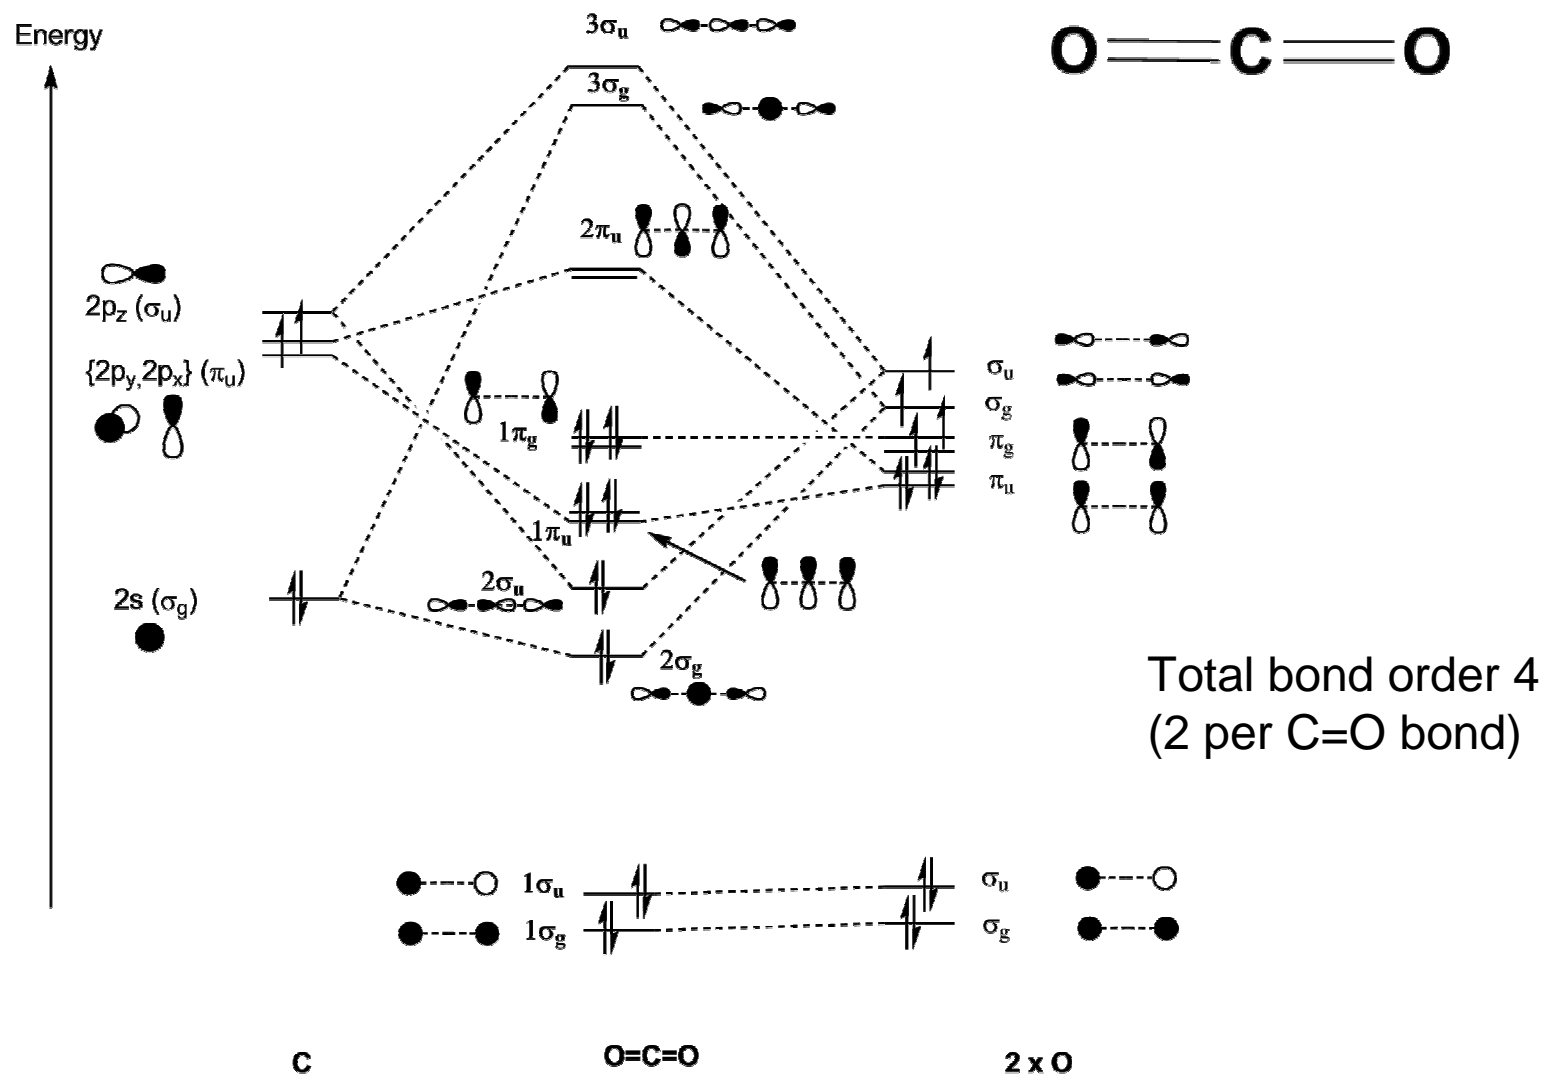 Energy
3σu
O C O
3σg
2πu
2pz (σu)
{2py,2px} (πu)
σu
σg
1πg
πg
πu
1πu
2σu
2s (σg)
2σg
Total bond order 4
(2 per C=O bond)
1σu
σu
1σg
σg
C
O=C=O
2 x O